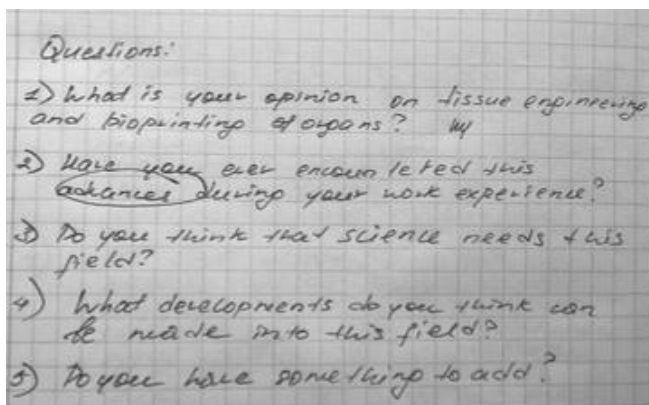 Questions:
1) What is your opinion on tissue engineering
and bioprinting of organs?
2) Have you ever encountered this
advances during your work experience?
3) Do you think that science needs this
field?
4) What developments do you think can
be made into this field?
5) Do you have something to add?